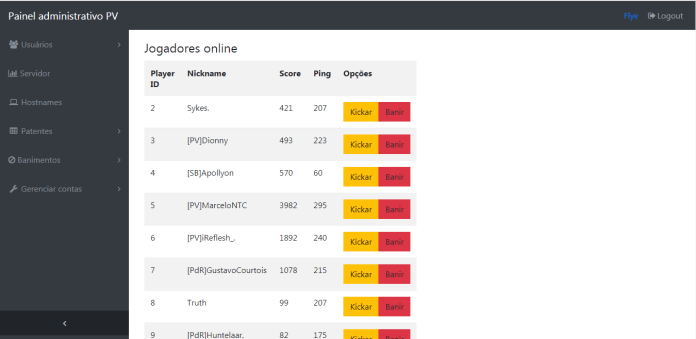 Painel administrativo PV
Flye Logout
Usuários
Servidor
Hostnames
Patentes
Banimentos
Gerenciar contas
Jogadores online
Player ID Nickname Score Ping Opções
2 Sykes. 421 207 Kickar Banir
3 [PV]Dionny 493 223 Kickar Banir
4 [SB]Apollyon 570 60 Kickar Banir
5 [PV]MarceloNTC 3982 295 Kickar Banir
6 [PV]iReflesh_. 1892 240 Kickar Banir
7 [PdR]GustavoCourtois 1078 215 Kickar Banir
8 Truth 99 207 Kickar Banir
9 [PdR]Huntelaar. 82 175 Kickar Banir